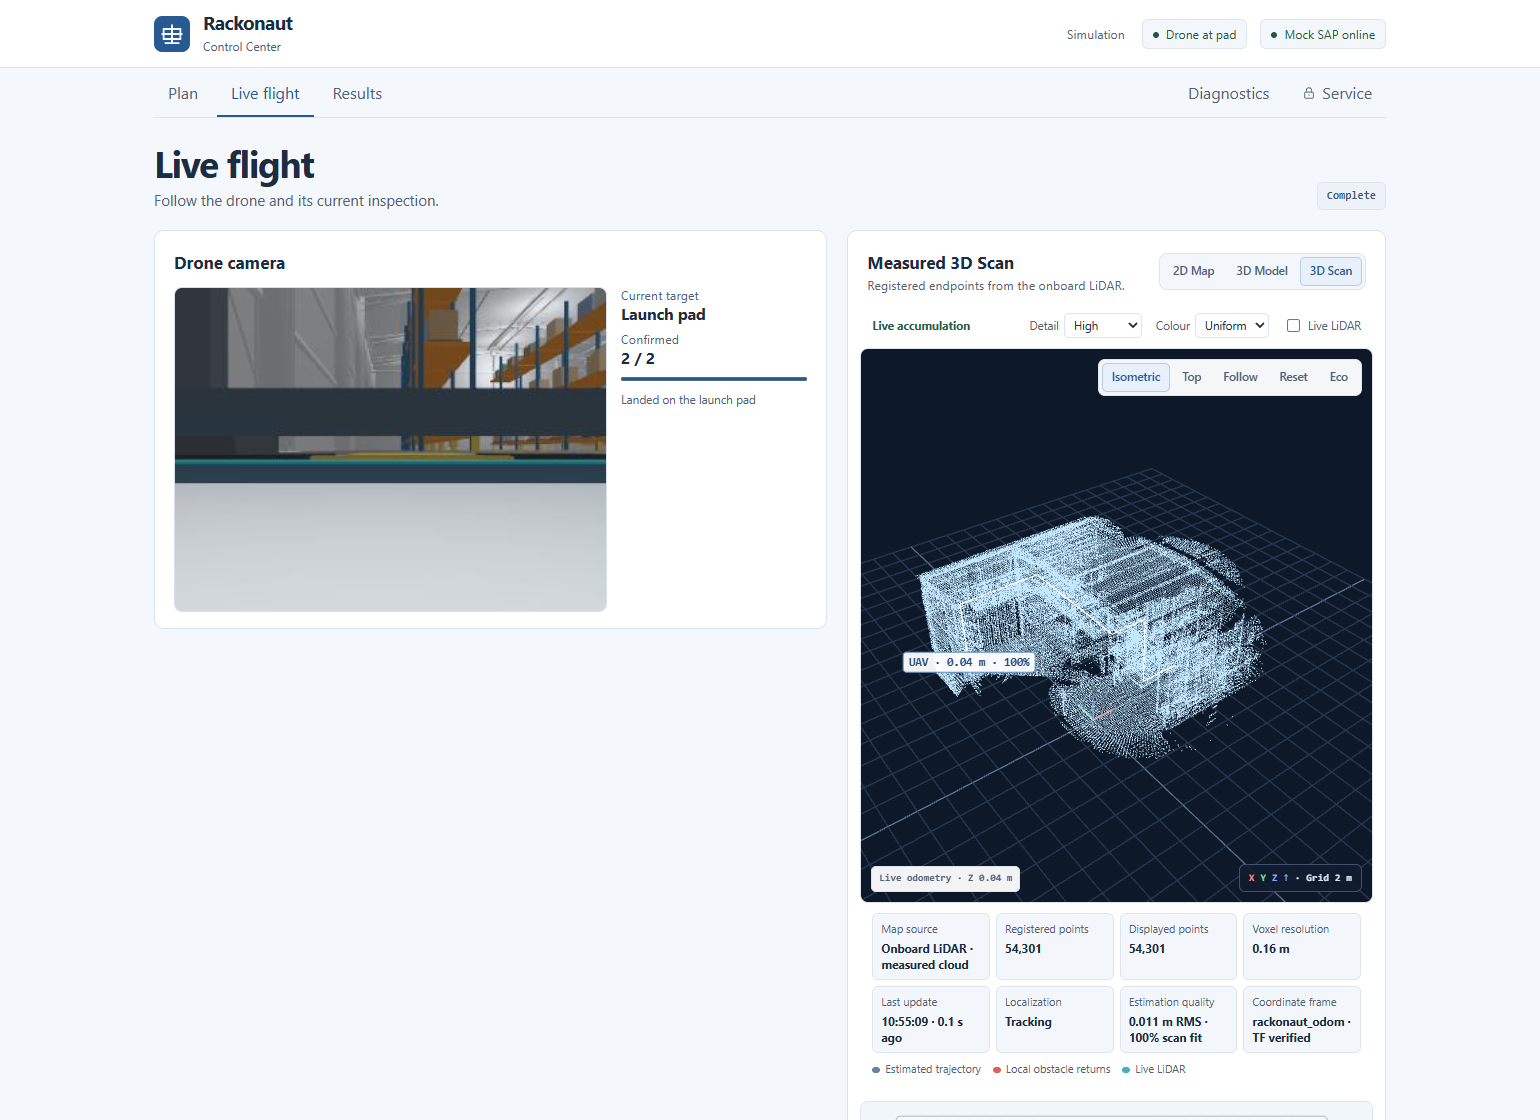 Rackonaut
Control Center
Simulation
Drone at pad
Mock SAP online
Plan
Live flight
Results
Diagnostics
Service
Live flight
Follow the drone and its current inspection.
Complete
Drone camera
Current target
Launch pad
Confirmed
2 / 2
Landed on the launch pad
Measured 3D Scan
Registered endpoints from the onboard LiDAR.
2D Map
3D Model
3D Scan
Live accumulation
Detail
High
Colour
Uniform
Live LiDAR
Isometric
Top
Follow
Reset
Eco
UAV · 0.04 m · 100%
Live odometry · Z 0.04 m
X Y Z ↑ · Grid 2 m
Map source
Onboard LiDAR ·
measured cloud
Registered points
54,301
Displayed points
54,301
Voxel resolution
0.16 m
Last update
10:55:09 · 0.1 s
ago
Localization
Tracking
Estimation quality
0.011 m RMS ·
100% scan fit
Coordinate frame
rackonaut_odom ·
TF verified
Estimated trajectory
Local obstacle returns
Live LiDAR